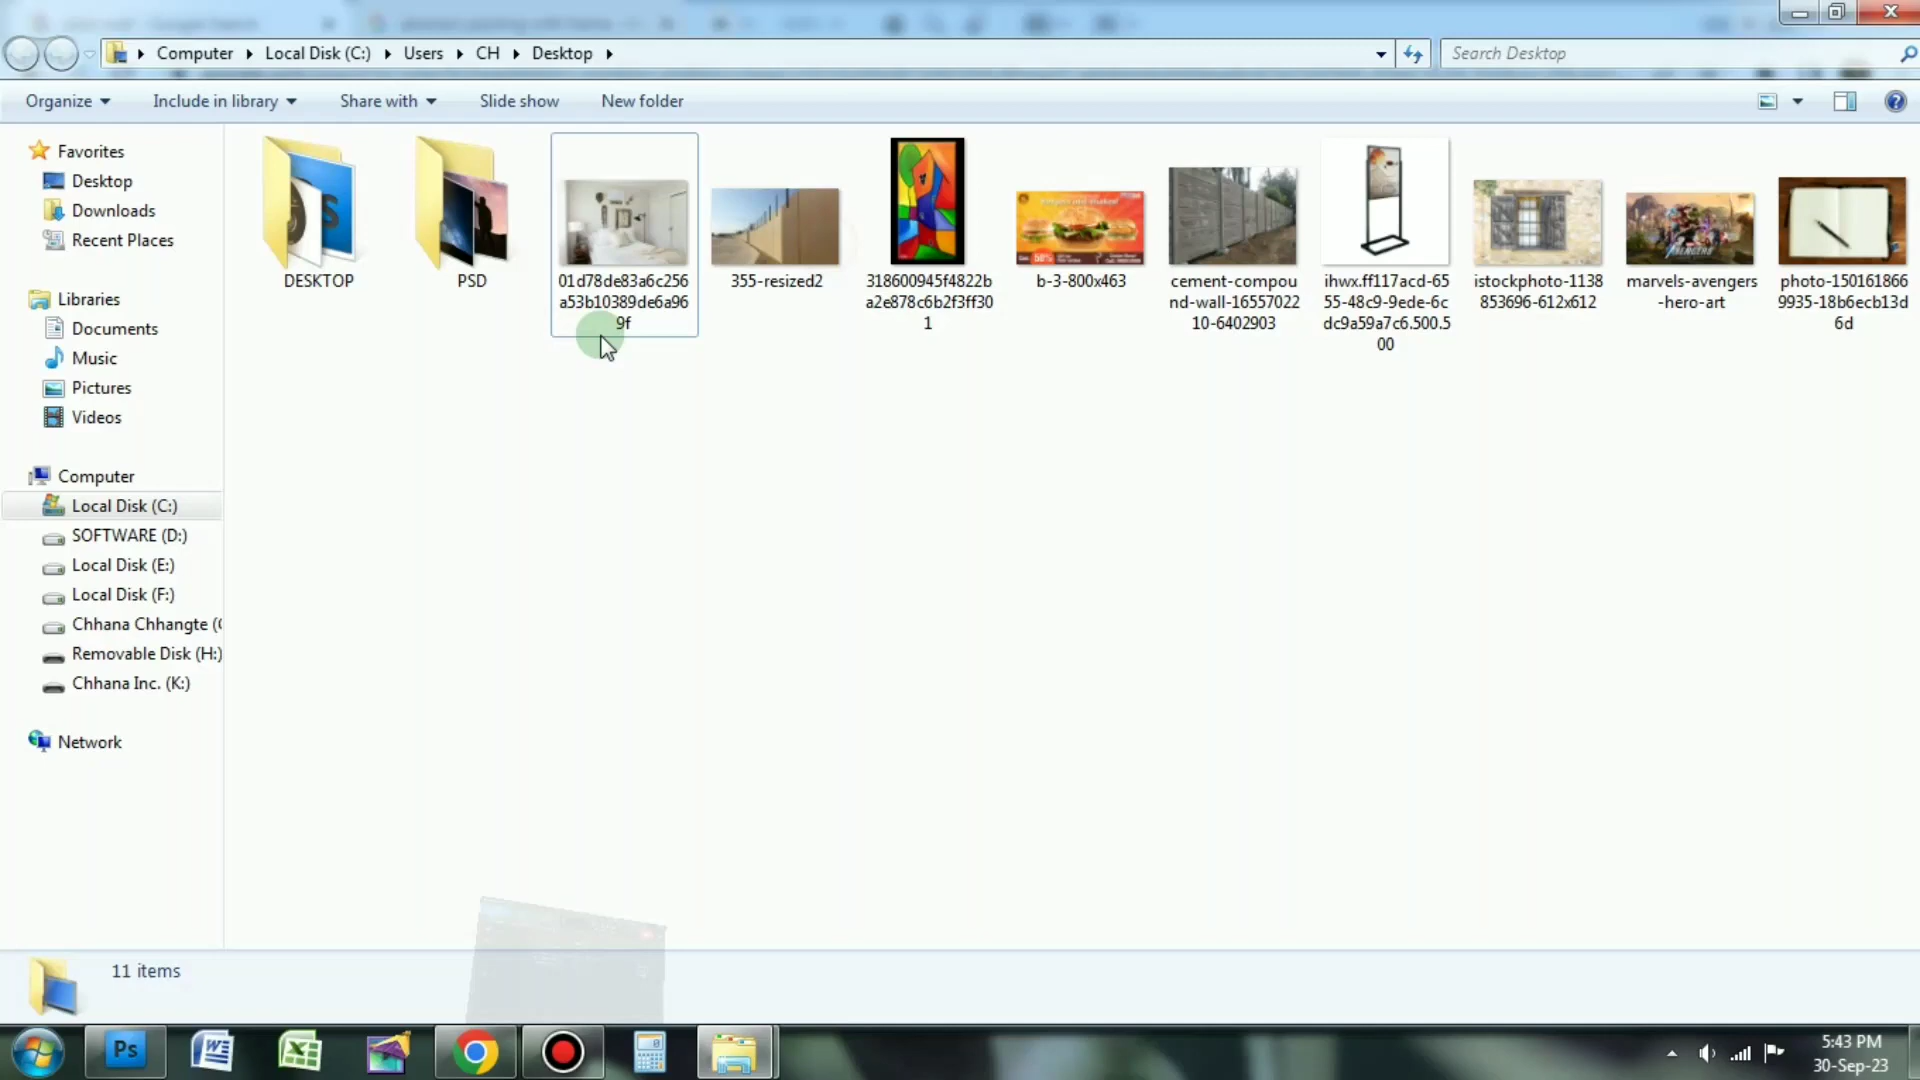 Computer Local Disk (C:) Users CH Desktop
Search Desktop
Organize Include in library Share with Slide show New folder
Favorites
Desktop
Downloads
Recent Places
Libraries
Documents
Music
Pictures
Videos
Computer
Local Disk (C:)
SOFTWARE (D:)
Local Disk (E:)
Local Disk (F:)
Chhana Chhangte (
Removable Disk (H:)
Chhana Inc. (K:)
Network
DESKTOP
PSD
01d78de83a6c256
a53b10389de6a96
9f
355-resized2
318600945f4822b
a2e878c6b2f3ff30
1
b-3-800x463
cement-compou
nd-wall-16557022
10-6402903
ihwx.ff117acd-65
55-48c9-9ede-6c
dc9a59a7c6.500.5
00
istockphoto-1138
853696-612x612
marvels-avengers
-hero-art
photo-150161866
9935-18b6ecb13d
6d
11 items
Ps
5:43 PM
30-Sep-23